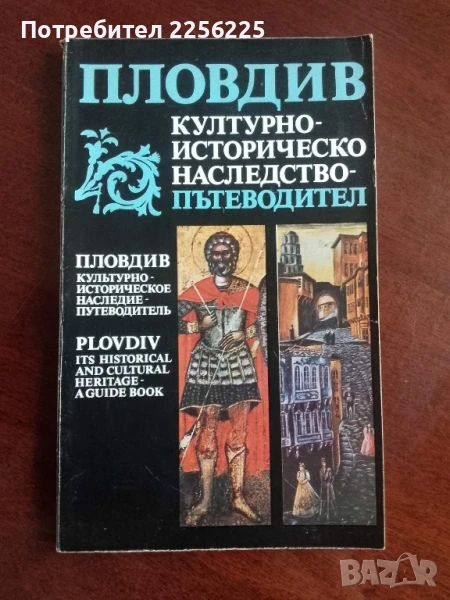 Потребител 2256225
ПЛОВДИВ
КУЛТУРНО-
ИСТОРИЧЕСКО
НАСЛЕДСТВО-
ПЪТЕВОДИТЕЛ
ПЛОВДИВ
КУЛЬТУРНО-
ИСТОРИЧЕСКОЕ
НАСЛЕДИЕ-
ПУТЕВОДИТЕЛЬ
PLOVDIV
ITS HISTORICAL
AND CULTURAL
HERITAGE-
A GUIDE BOOK
BAZAR